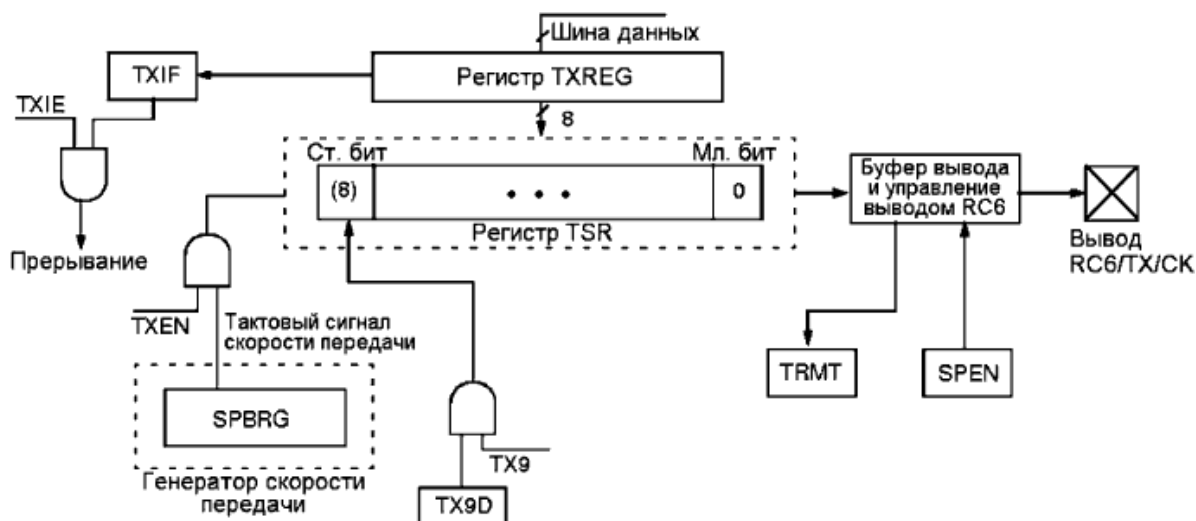 Шина данных
TXIF
Регистр TXREG
TXIE
8
Ст. бит
Мл. бит
(8)
• • •
0
Регистр TSR
Буфер вывода
и управление
выводом RC6
Прерывание
Вывод
RC6/TX/CK
TXEN
Тактовый сигнал
скорости передачи
TRMT
SPEN
SPBRG
TX9
Генератор скорости
передачи
TX9D